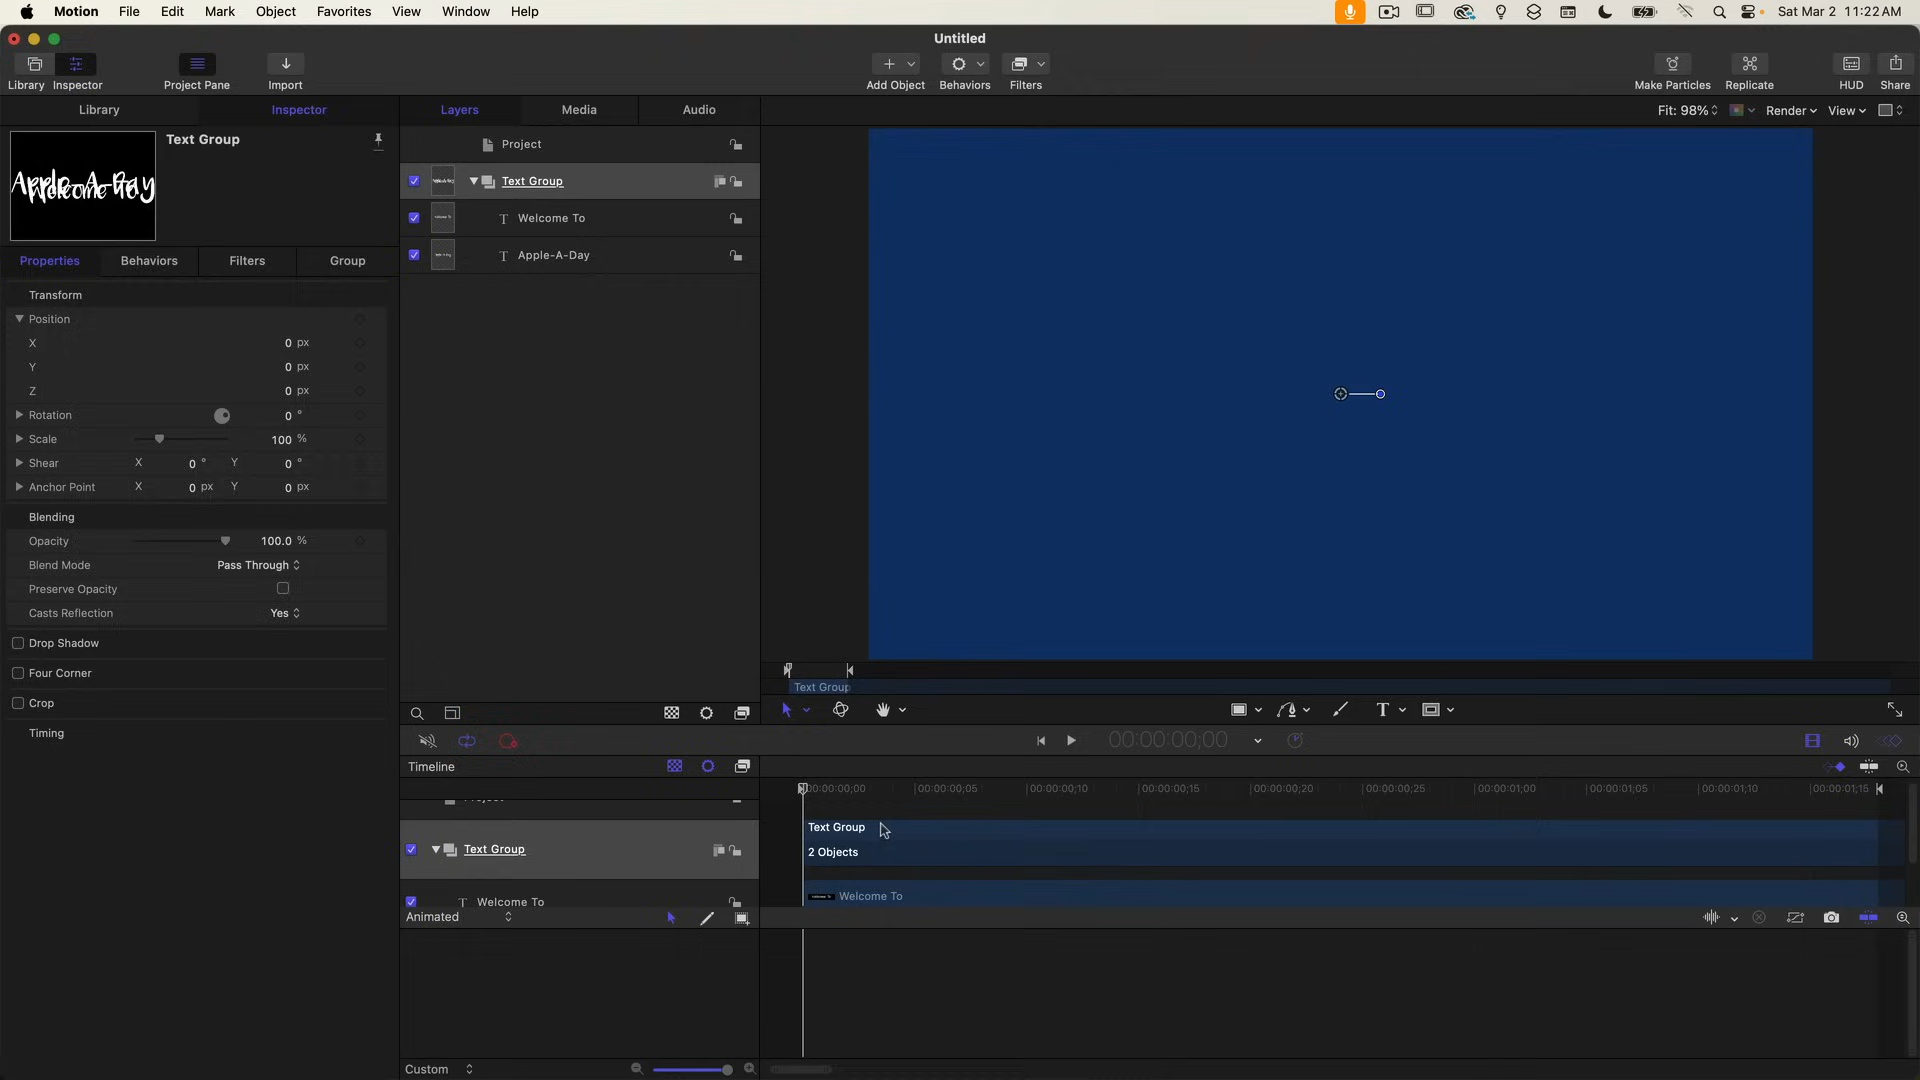 Motion File Edit Mark Object Favorites View Window Help Sat Mar 2 11:22 AM
Untitled
Library Inspector Project Pane Import Add Object Behaviors Filters Make Particles Replicate HUD Share
Library Inspector Layers Media Audio Fit: 98% Render View
Text Group
Apple-A-Day
Welcome To
Project
Text Group
Welcome To
Apple-A-Day
Properties Behaviors Filters Group
Transform
Position
X 0 px
Y 0 px
Z 0 px
Rotation 0 °
Scale 100 %
Shear X 0 ° Y 0 °
Anchor Point X 0 px Y 0 px
Blending
Opacity 100.0 %
Blend Mode Pass Through
Preserve Opacity
Casts Reflection Yes
Drop Shadow
Four Corner
Crop
Timing
Text Group
T
00:00:00;00
Timeline
00:00:00;00 00:00:00;05 00:00:00;10 00:00:00;15 00:00:00;20 00:00:00;25 00:00:01;00 00:00:01;05 00:00:01;10 00:00:01;15
Project
Text Group
Text Group
2 Objects
Welcome To
Welcome To
Animated
Custom